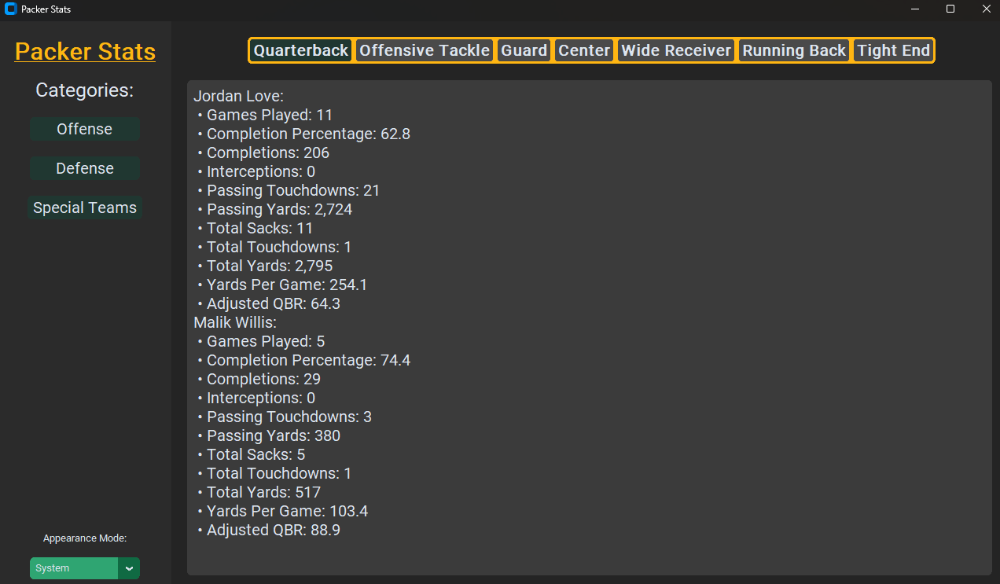 Packer Stats
Packer Stats
Categories:
Offense
Defense
Special Teams
Appearance Mode:
System
Quarterback Offensive Tackle Guard Center Wide Receiver Running Back Tight End
Jordan Love:
• Games Played: 11
• Completion Percentage: 62.8
• Completions: 206
• Interceptions: 0
• Passing Touchdowns: 21
• Passing Yards: 2,724
• Total Sacks: 11
• Total Touchdowns: 1
• Total Yards: 2,795
• Yards Per Game: 254.1
• Adjusted QBR: 64.3
Malik Willis:
• Games Played: 5
• Completion Percentage: 74.4
• Completions: 29
• Interceptions: 0
• Passing Touchdowns: 3
• Passing Yards: 380
• Total Sacks: 5
• Total Touchdowns: 1
• Total Yards: 517
• Yards Per Game: 103.4
• Adjusted QBR: 88.9